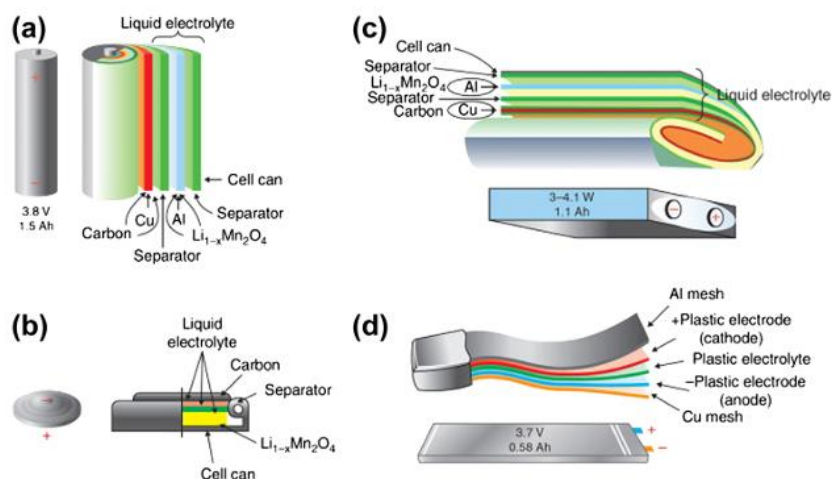 (a)
Liquid electrolyte
+
−
3.8 V
1.5 Ah
Cell can
Separator
Cu
Al
Carbon
Li1−xMn2O4
Separator
(c)
Cell can
Separator
Li1−xMn2O4
Al
Separator
Carbon
Cu
Liquid electrolyte
3–4.1 W
1.1 Ah
−
+
(b)
Liquid
electrolyte
Carbon
Separator
−
+
Li1−xMn2O4
Cell can
(d)
Al mesh
+Plastic electrode
(cathode)
Plastic electrolyte
−Plastic electrode
(anode)
Cu mesh
3.7 V
0.58 Ah
+
−